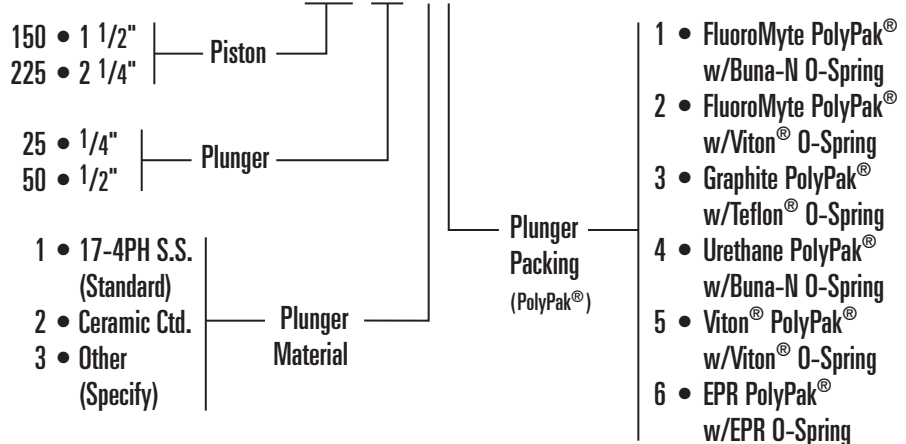 150 • 1 1/2"
225 • 2 1/4"
Piston
25 • 1/4"
50 • 1/2"
Plunger
1 • 17-4PH S.S.
(Standard)
2 • Ceramic Ctd.
3 • Other
(Specify)
Plunger
Material
Plunger
Packing
(PolyPak®)
1 • FluoroMyte PolyPak®
w/Buna-N O-Spring
2 • FluoroMyte PolyPak®
w/Viton® O-Spring
3 • Graphite PolyPak®
w/Teflon® O-Spring
4 • Urethane PolyPak®
w/Buna-N O-Spring
5 • Viton® PolyPak®
w/Viton® O-Spring
6 • EPR PolyPak®
w/EPR O-Spring